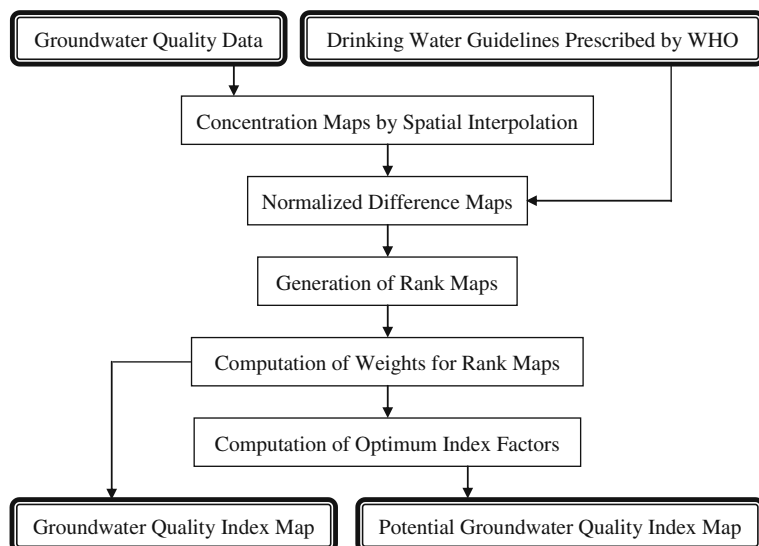 Groundwater Quality Data
Drinking Water Guidelines Prescribed by WHO
Concentration Maps by Spatial Interpolation
Normalized Difference Maps
Generation of Rank Maps
Computation of Weights for Rank Maps
Computation of Optimum Index Factors
Groundwater Quality Index Map
Potential Groundwater Quality Index Map